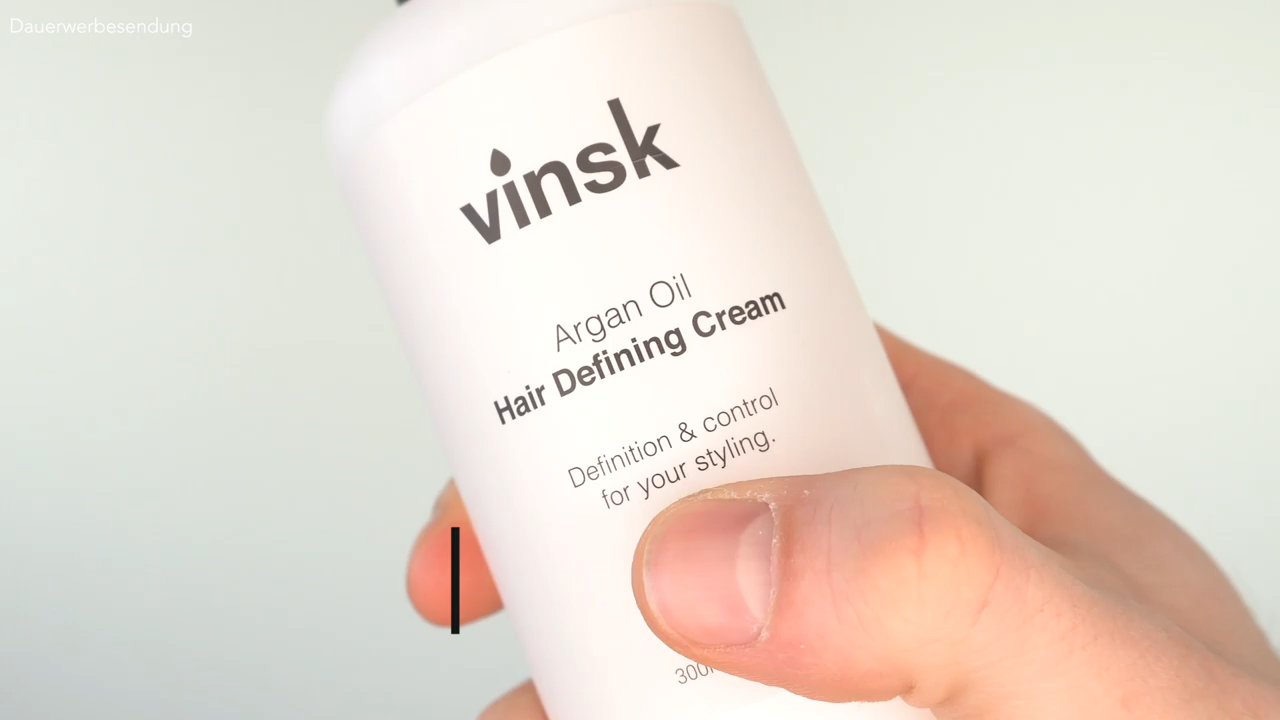 Dauerwerbesendung
vinsk
Argan Oil
Hair Defining Cream
Definition & control
for your styling.